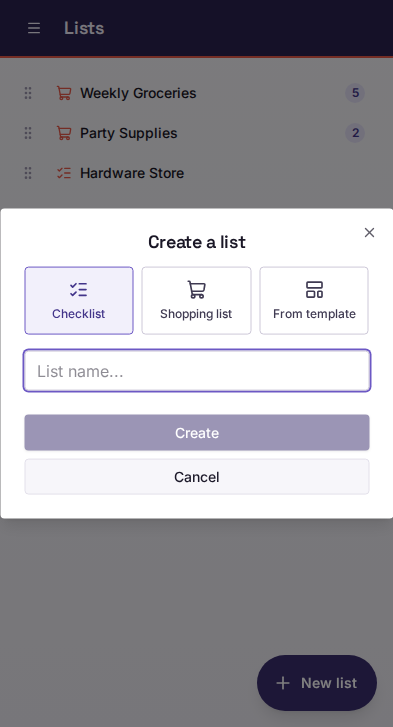 Lists
Weekly Groceries 5
Party Supplies 2
Hardware Store
Create a list
Checklist Shopping list From template
List name...
Create
Cancel
New list